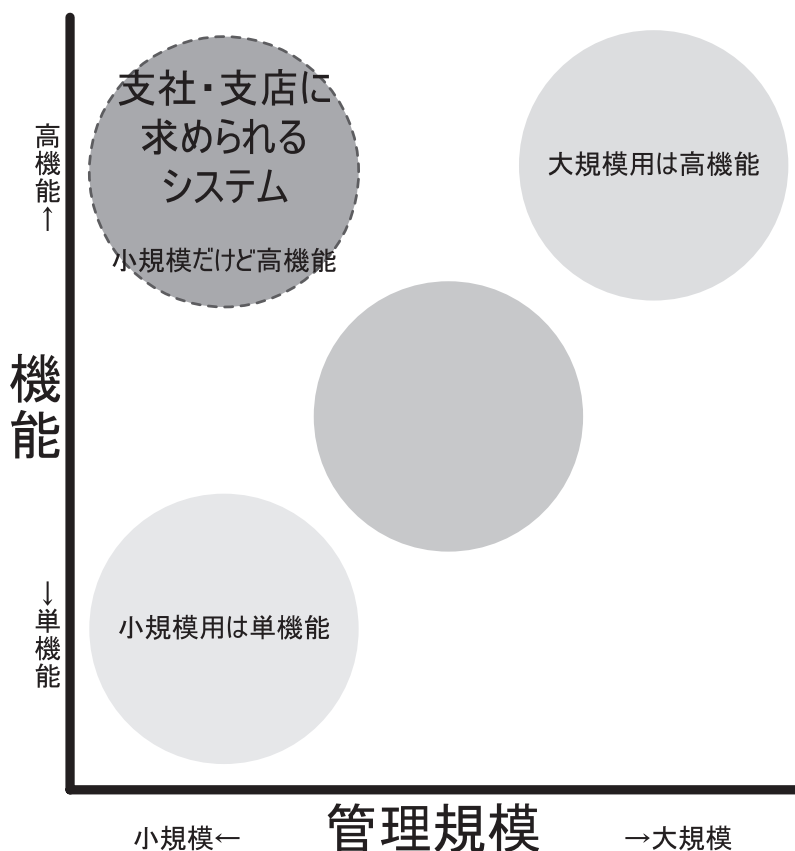 支社・支店に
求められる
システム
小規模だけど高機能
大規模用は高機能
高機能↑
機能
↓単機能
小規模用は単機能
小規模←
管理規模
→大規模